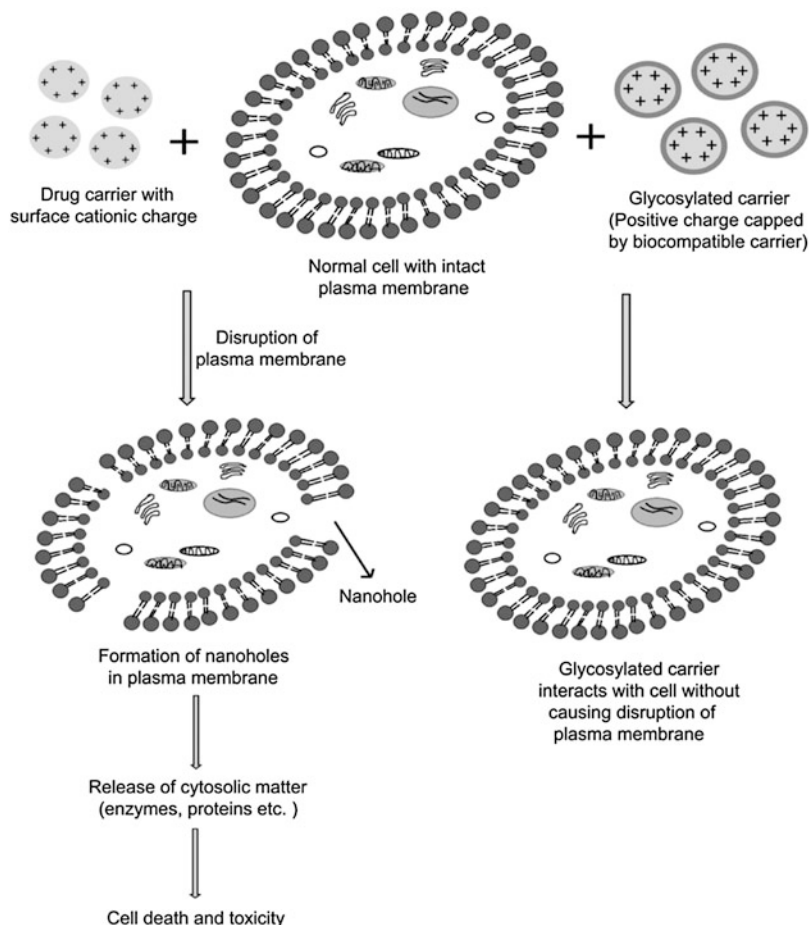 Drug carrier with
surface cationic charge
Normal cell with intact
plasma membrane
Glycosylated carrier
(Positive charge capped
by biocompatible carrier)
Disruption of
plasma membrane
Nanohole
Formation of nanoholes
in plasma membrane
Glycosylated carrier
interacts with cell without
causing disruption of
plasma membrane
Release of cytosolic matter
(enzymes, proteins etc. )
Cell death and toxicity